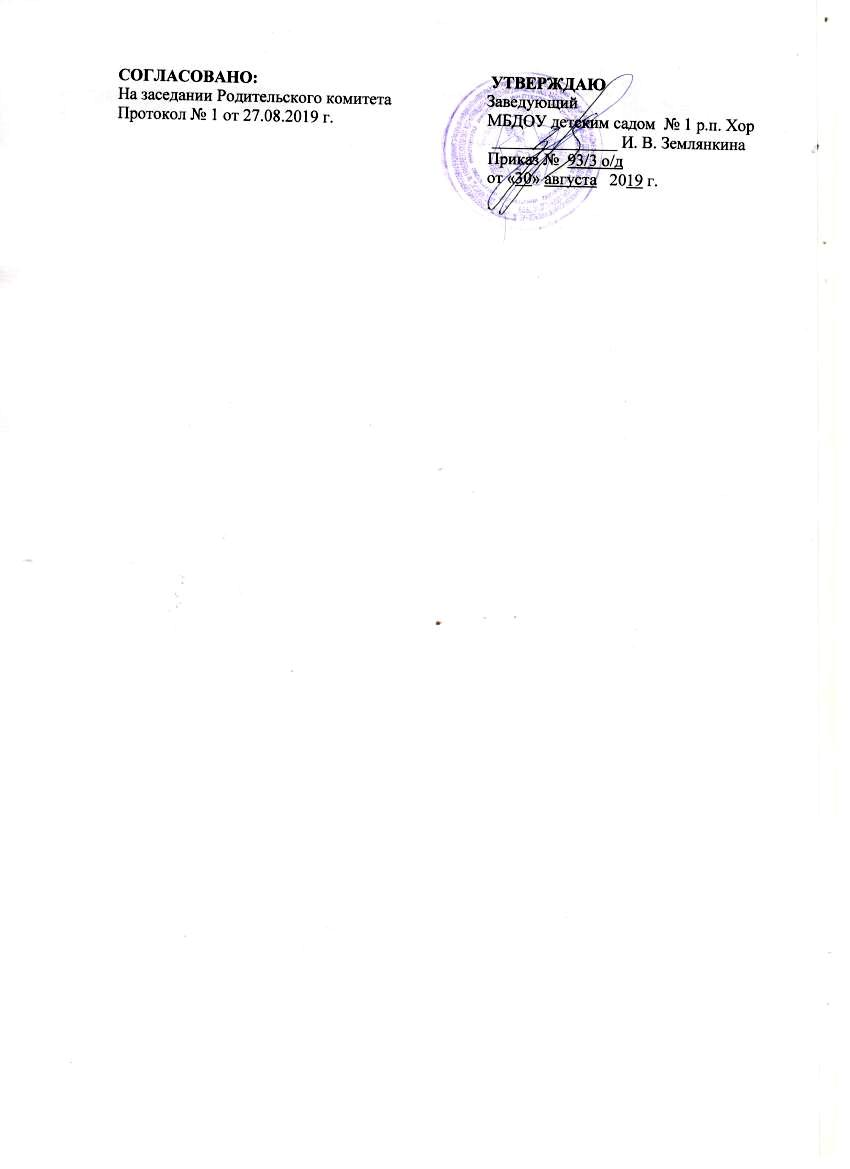 СОГЛАСОВАНО:
На заседании Родительского комитета
Протокол № 1 от 27.08.2019 г.
УТВЕРЖДАЮ
Заведующий
МБДОУ детским садом № 1 р.п. Хор
__________________ И. В. Землянкина
Приказ № 93/3 о/д
от «30» августа 2019 г.